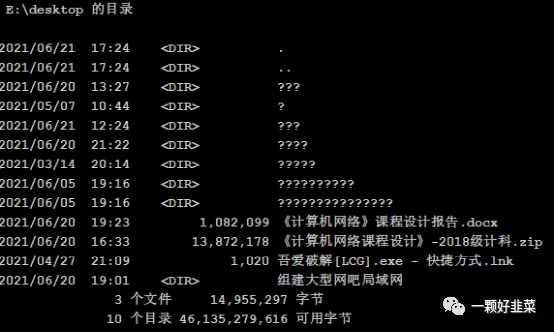 E:\desktop 的目录
2021/06/21 17:24 <DIR> .
2021/06/21 17:24 <DIR> ..
2021/06/20 13:27 <DIR> ???
2021/05/07 10:44 <DIR> ?
2021/06/21 12:24 <DIR> ???
2021/06/20 21:22 <DIR> ????
2021/03/14 20:14 <DIR> ?????
2021/06/05 19:16 <DIR> ??????????
2021/06/05 19:16 <DIR> ???????????????
2021/06/20 19:23 1,082,099 《计算机网络》课程设计报告.docx
2021/06/20 16:33 13,872,178 《计算机网络课程设计》-2018级计科.zip
2021/04/27 21:09 1,020 吾爱破解[LCG].exe - 快捷方式.lnk
2021/06/20 19:01 <DIR> 组建大型网吧局域网
3 个文件 14,955,297 字节
10 个目录 46,135,279,616 可用字节
一颗好韭菜